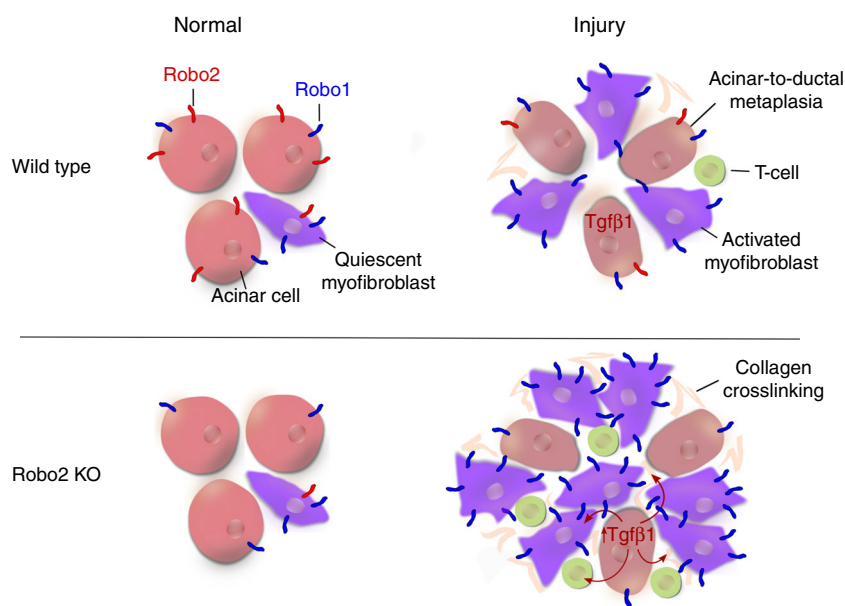 Normal
Injury
Robo2
Robo1
Acinar-to-ductal
metaplasia
Wild type
T-cell
Tgfβ1
Quiescent
myofibroblast
Activated
myofibroblast
Acinar cell
Collagen
crosslinking
Robo2 KO
↑Tgfβ1